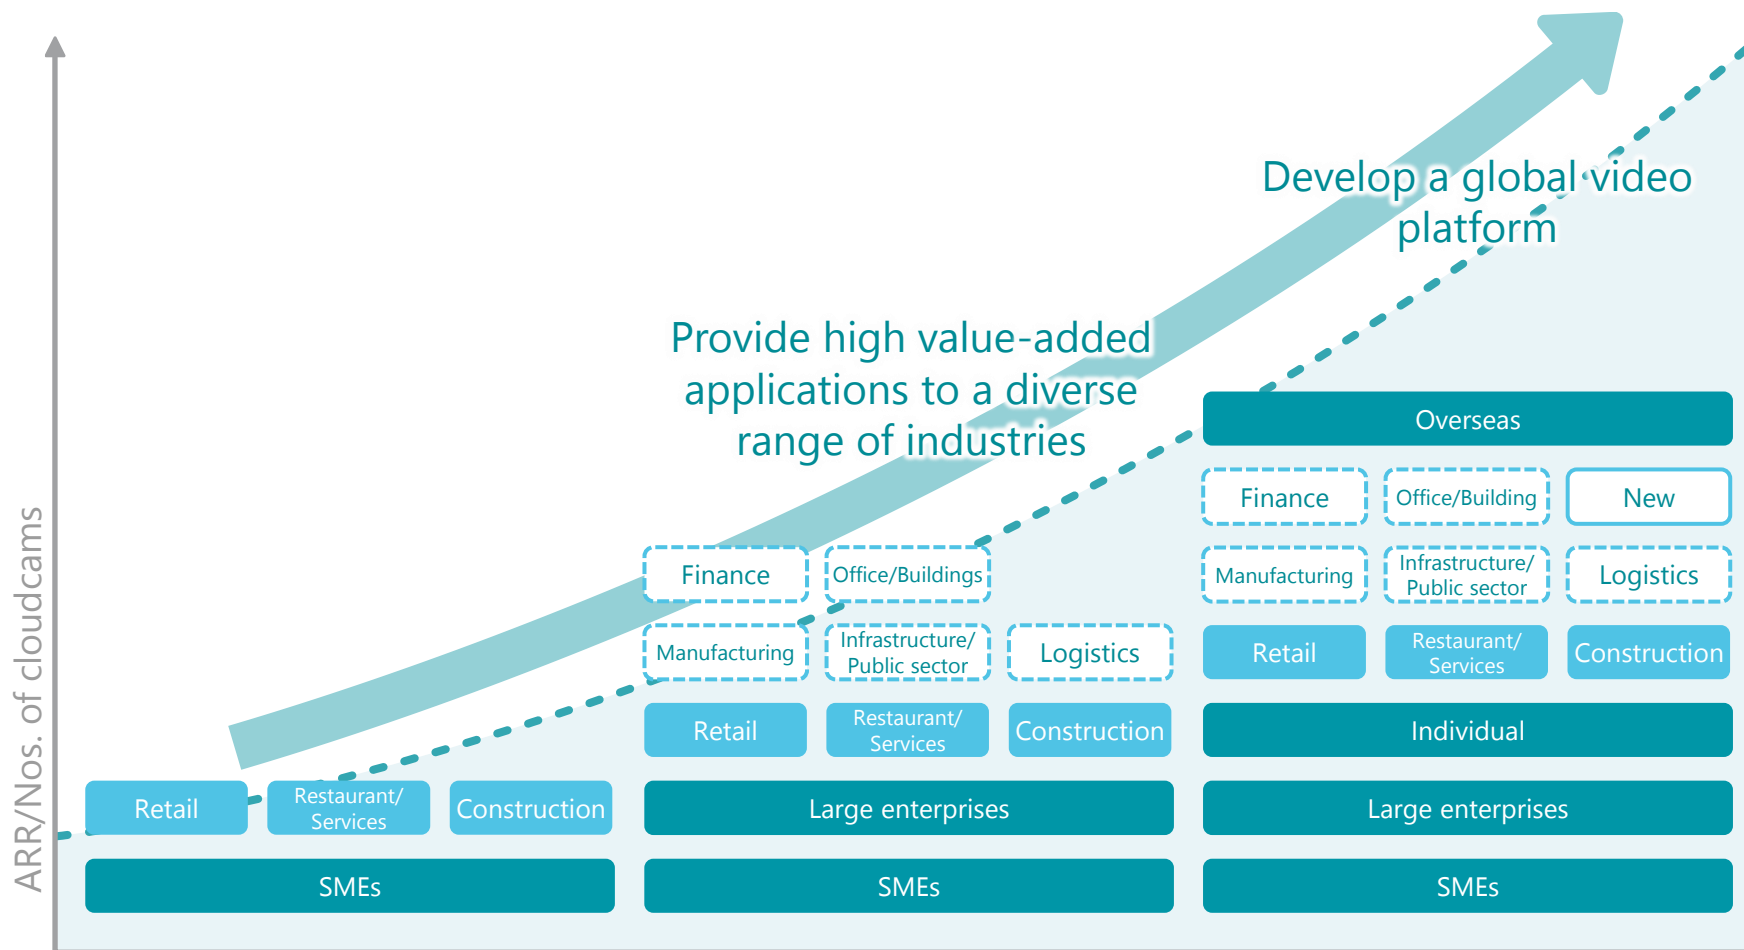 Develop a global video
platform
Provide high value-added
applications to a diverse
range of industries
ARR/Nos. of cloudcams
Retail
Restaurant/
Services
Construction
SMEs
Finance
Office/Buildings
Manufacturing
Infrastructure/
Public sector
Logistics
Retail
Restaurant/
Services
Construction
Large enterprises
SMEs
Overseas
Finance
Office/Building
New
Manufacturing
Infrastructure/
Public sector
Logistics
Retail
Restaurant/
Services
Construction
Individual
Large enterprises
SMEs